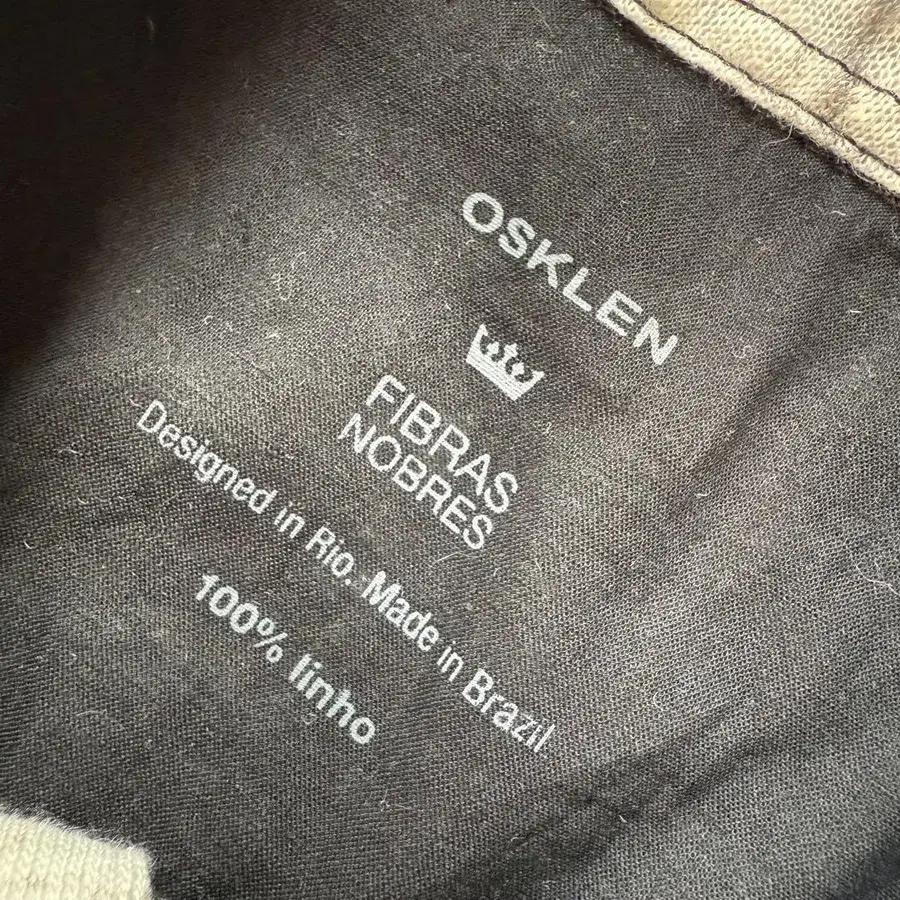 OSKLEN
FIBRAS
NOBRES
Designed in Rio. Made in Brazil
100% linho